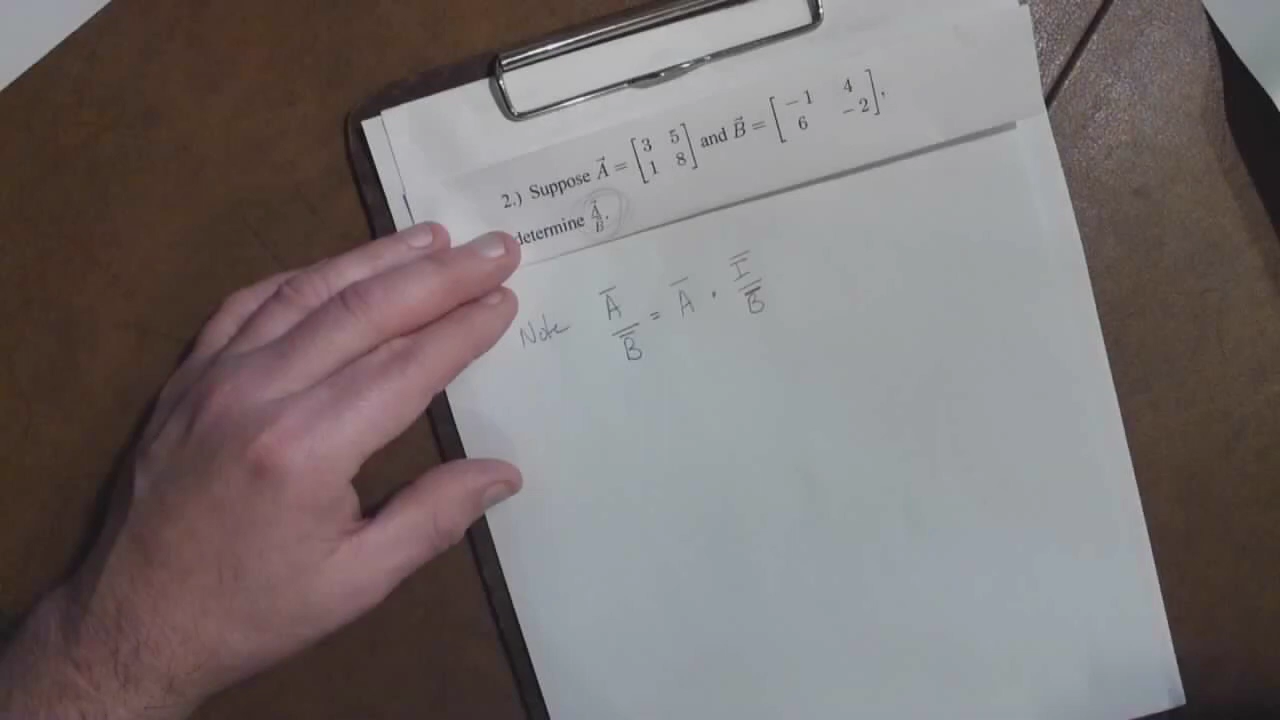 2.) Suppose A⃗ = [3 5; 1 8] and B⃗ = [−1 4; 6 −2],
determine A⃗/B⃗.
Note A̅/B̅ = A̅ · I̅/B̅